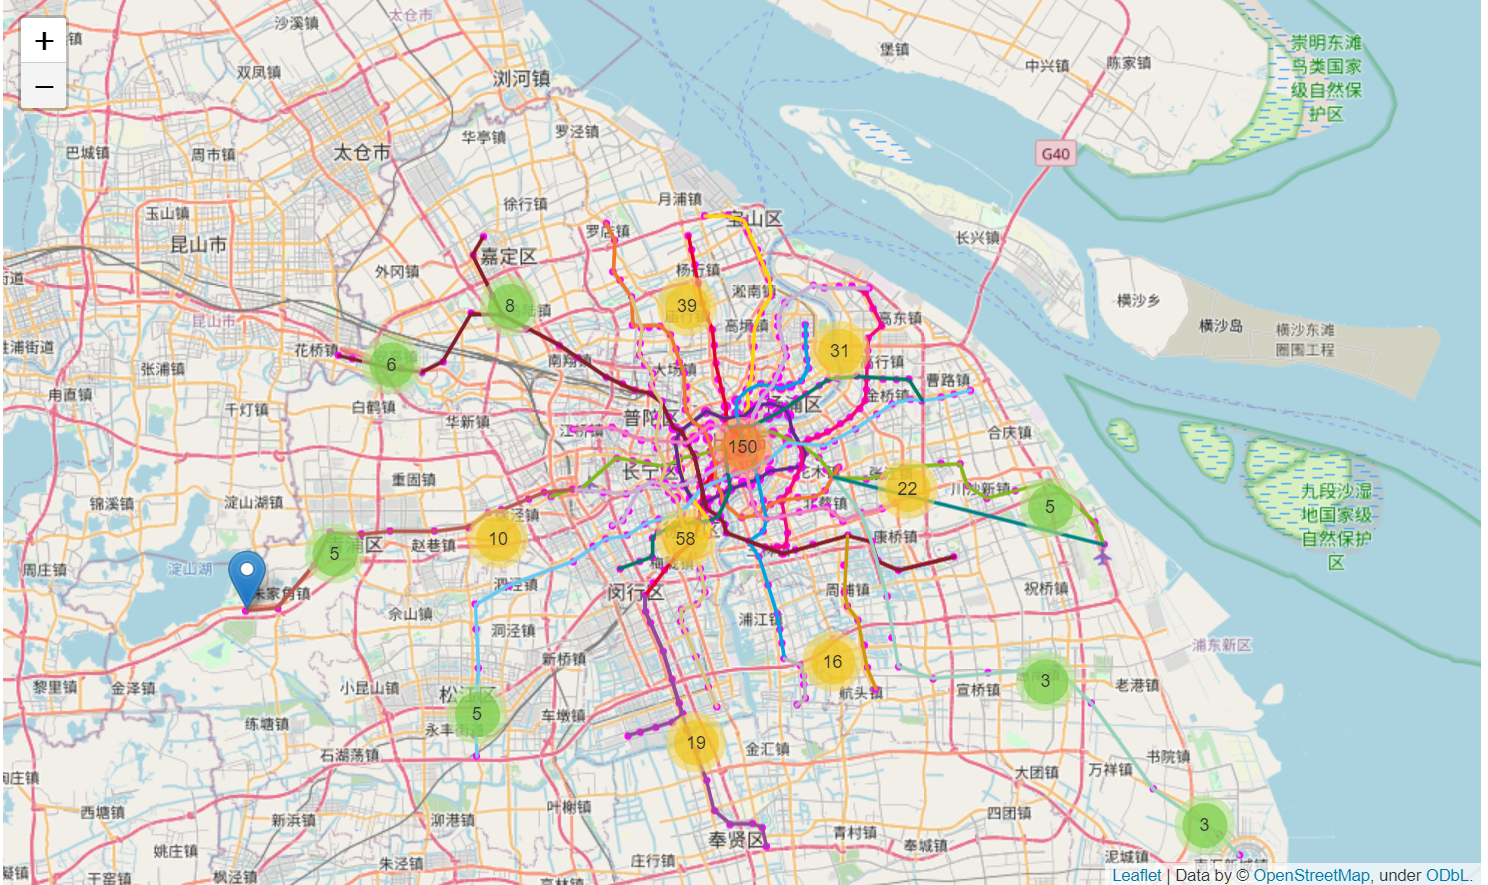 +
−
沙溪镇
太仓市
浏河镇
双凤镇
堡镇
中兴镇
陈家镇
崇明东滩
鸟类国家
级自然保
护区
巴城镇
周市镇
太仓市
华亭镇
罗泾镇
G40
玉山镇
昆山市
徐行镇
月浦镇
宝山区
罗店镇
长兴镇
嘉定区
外冈镇
杨行镇
淞南镇
横沙乡
横沙岛
横沙东滩
圈围工程
昆山市
8
39
高境镇
高东镇
31
花桥镇
6
南翔镇
大场镇
高行镇
曹路镇
张浦镇
甪直镇
千灯镇
白鹤镇
华新镇
江桥镇
普陀区
杨浦区
金桥镇
合庆镇
150
长宁区
花木
重固镇
22
川沙新镇
5
锦溪镇
淀山湖镇
北蔡镇
九段沙湿
地国家级
自然保护
区
5
赵巷镇
10
58
康桥镇
周庄镇
淀山湖
朱家角镇
泗泾镇
梅陇镇
闵行区
周浦镇
祝桥镇
佘山镇
洞泾镇
浦江镇
浦东新区
新桥镇
16
3
黎里镇
金泽镇
小昆山镇
松江区
航头镇
宣桥镇
老港镇
练塘镇
5
永丰街道
车墩镇
石湖荡镇
19
金汇镇
书院镇
大团镇
万祥镇
西塘镇
新浜镇
泖港镇
叶榭镇
四团镇
3
奉贤区
青村镇
奉城镇
姚庄镇
朱泾镇
庄行镇
泥城镇
干窑镇
枫泾镇
Leaflet | Data by © OpenStreetMap, under ODbL.